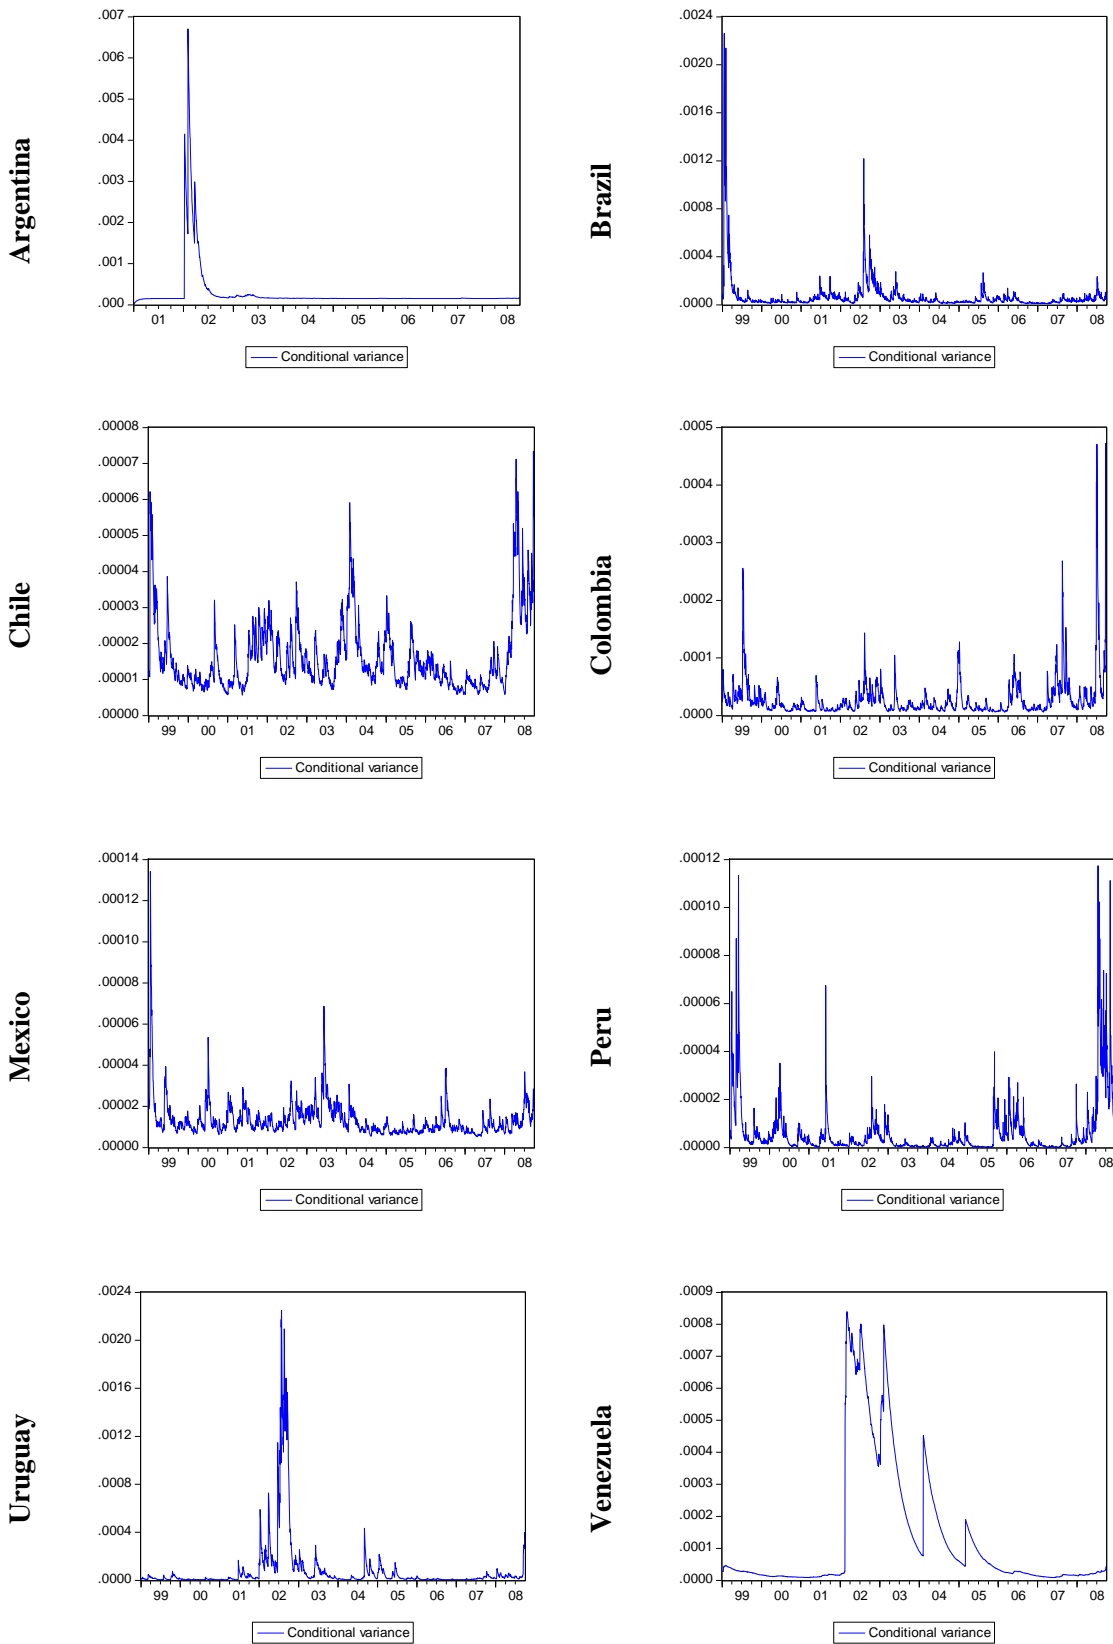 Argentina
.007
.006
.005
.004
.003
.002
.001
.000
01 02 03 04 05 06 07 08
Conditional variance
Brazil
.0024
.0020
.0016
.0012
.0008
.0004
.0000
99 00 01 02 03 04 05 06 07 08
Conditional variance
Chile
.00008
.00007
.00006
.00005
.00004
.00003
.00002
.00001
.00000
99 00 01 02 03 04 05 06 07 08
Conditional variance
Colombia
.0005
.0004
.0003
.0002
.0001
.0000
99 00 01 02 03 04 05 06 07 08
Conditional variance
Mexico
.00014
.00012
.00010
.00008
.00006
.00004
.00002
.00000
99 00 01 02 03 04 05 06 07 08
Conditional variance
Peru
.00012
.00010
.00008
.00006
.00004
.00002
.00000
99 00 01 02 03 04 05 06 07 08
Conditional variance
Uruguay
.0024
.0020
.0016
.0012
.0008
.0004
.0000
99 00 01 02 03 04 05 06 07 08
Conditional variance
Venezuela
.0009
.0008
.0007
.0006
.0005
.0004
.0003
.0002
.0001
.0000
99 00 01 02 03 04 05 06 07 08
Conditional variance